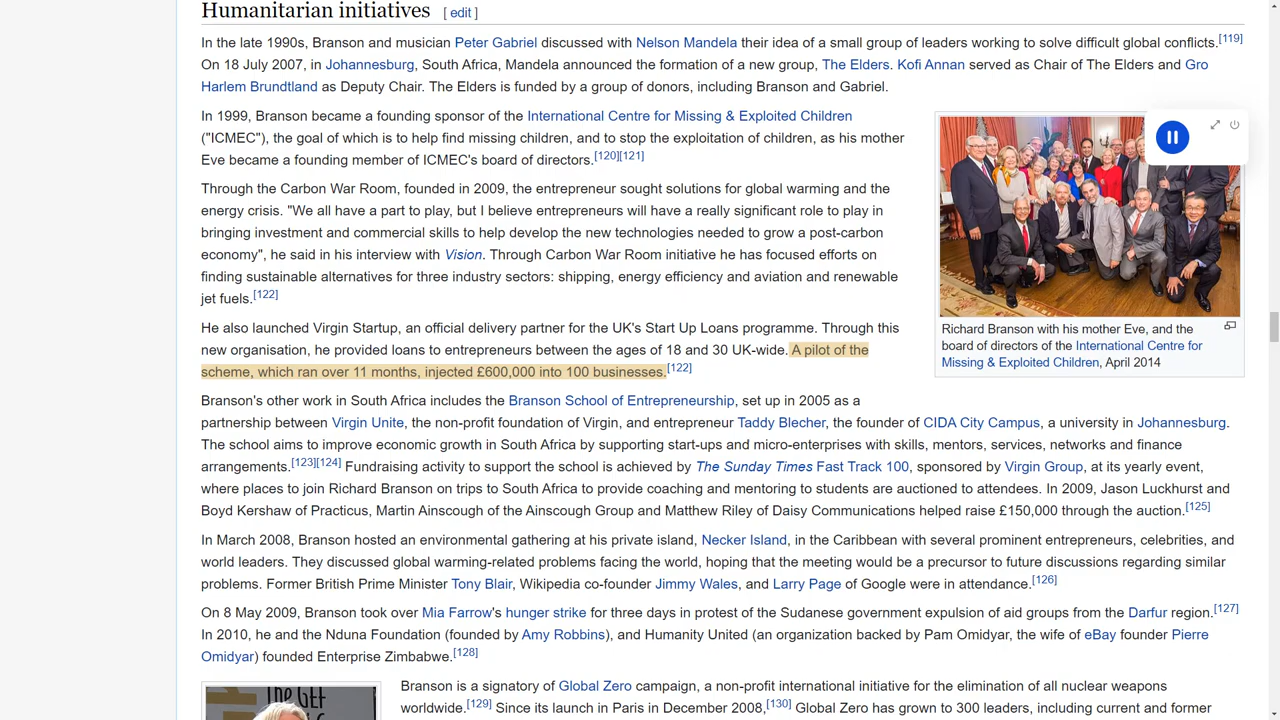 Humanitarian initiatives [ edit ]
In the late 1990s, Branson and musician Peter Gabriel discussed with Nelson Mandela their idea of a small group of leaders working to solve difficult global conflicts.[119]
On 18 July 2007, in Johannesburg, South Africa, Mandela announced the formation of a new group, The Elders. Kofi Annan served as Chair of The Elders and Gro
Harlem Brundtland as Deputy Chair. The Elders is funded by a group of donors, including Branson and Gabriel.
In 1999, Branson became a founding sponsor of the International Centre for Missing & Exploited Children
("ICMEC"), the goal of which is to help find missing children, and to stop the exploitation of children, as his mother
Eve became a founding member of ICMEC's board of directors.[120][121]
Through the Carbon War Room, founded in 2009, the entrepreneur sought solutions for global warming and the
energy crisis. "We all have a part to play, but I believe entrepreneurs will have a really significant role to play in
bringing investment and commercial skills to help develop the new technologies needed to grow a post-carbon
economy", he said in his interview with Vision. Through Carbon War Room initiative he has focused efforts on
finding sustainable alternatives for three industry sectors: shipping, energy efficiency and aviation and renewable
jet fuels.[122]
Richard Branson with his mother Eve, and the
board of directors of the International Centre for
Missing & Exploited Children, April 2014
He also launched Virgin Startup, an official delivery partner for the UK's Start Up Loans programme. Through this
new organisation, he provided loans to entrepreneurs between the ages of 18 and 30 UK-wide. A pilot of the
scheme, which ran over 11 months, injected £600,000 into 100 businesses.[122]
Branson's other work in South Africa includes the Branson School of Entrepreneurship, set up in 2005 as a
partnership between Virgin Unite, the non-profit foundation of Virgin, and entrepreneur Taddy Blecher, the founder of CIDA City Campus, a university in Johannesburg.
The school aims to improve economic growth in South Africa by supporting start-ups and micro-enterprises with skills, mentors, services, networks and finance
arrangements.[123][124] Fundraising activity to support the school is achieved by The Sunday Times Fast Track 100, sponsored by Virgin Group, at its yearly event,
where places to join Richard Branson on trips to South Africa to provide coaching and mentoring to students are auctioned to attendees. In 2009, Jason Luckhurst and
Boyd Kershaw of Practicus, Martin Ainscough of the Ainscough Group and Matthew Riley of Daisy Communications helped raise £150,000 through the auction.[125]
In March 2008, Branson hosted an environmental gathering at his private island, Necker Island, in the Caribbean with several prominent entrepreneurs, celebrities, and
world leaders. They discussed global warming-related problems facing the world, hoping that the meeting would be a precursor to future discussions regarding similar
problems. Former British Prime Minister Tony Blair, Wikipedia co-founder Jimmy Wales, and Larry Page of Google were in attendance.[126]
On 8 May 2009, Branson took over Mia Farrow's hunger strike for three days in protest of the Sudanese government expulsion of aid groups from the Darfur region.[127]
In 2010, he and the Nduna Foundation (founded by Amy Robbins), and Humanity United (an organization backed by Pam Omidyar, the wife of eBay founder Pierre
Omidyar) founded Enterprise Zimbabwe.[128]
The GEF
Branson is a signatory of Global Zero campaign, a non-profit international initiative for the elimination of all nuclear weapons
worldwide.[129] Since its launch in Paris in December 2008,[130] Global Zero has grown to 300 leaders, including current and former